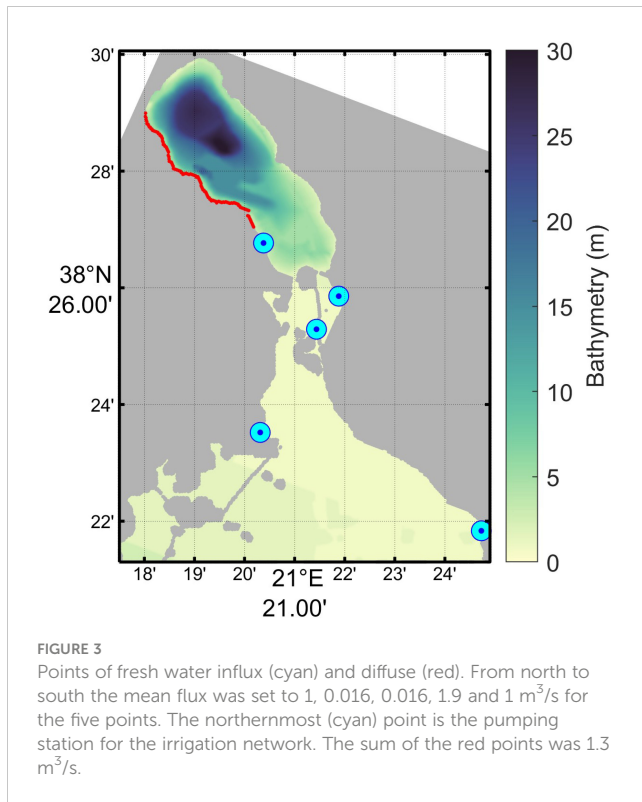 30'
28'
38°N
26.00'
24'
22'
18'
19'
20'
21°E
21.00'
22'
23'
24'
30
25
20
15
10
5
0
Bathymetry (m)
FIGURE 3
Points of fresh water influx (cyan) and diffuse (red). From north to
south the mean flux was set to 1, 0.016, 0.016, 1.9 and 1 m³/s for
the five points. The northernmost (cyan) point is the pumping
station for the irrigation network. The sum of the red points was 1.3
m³/s.